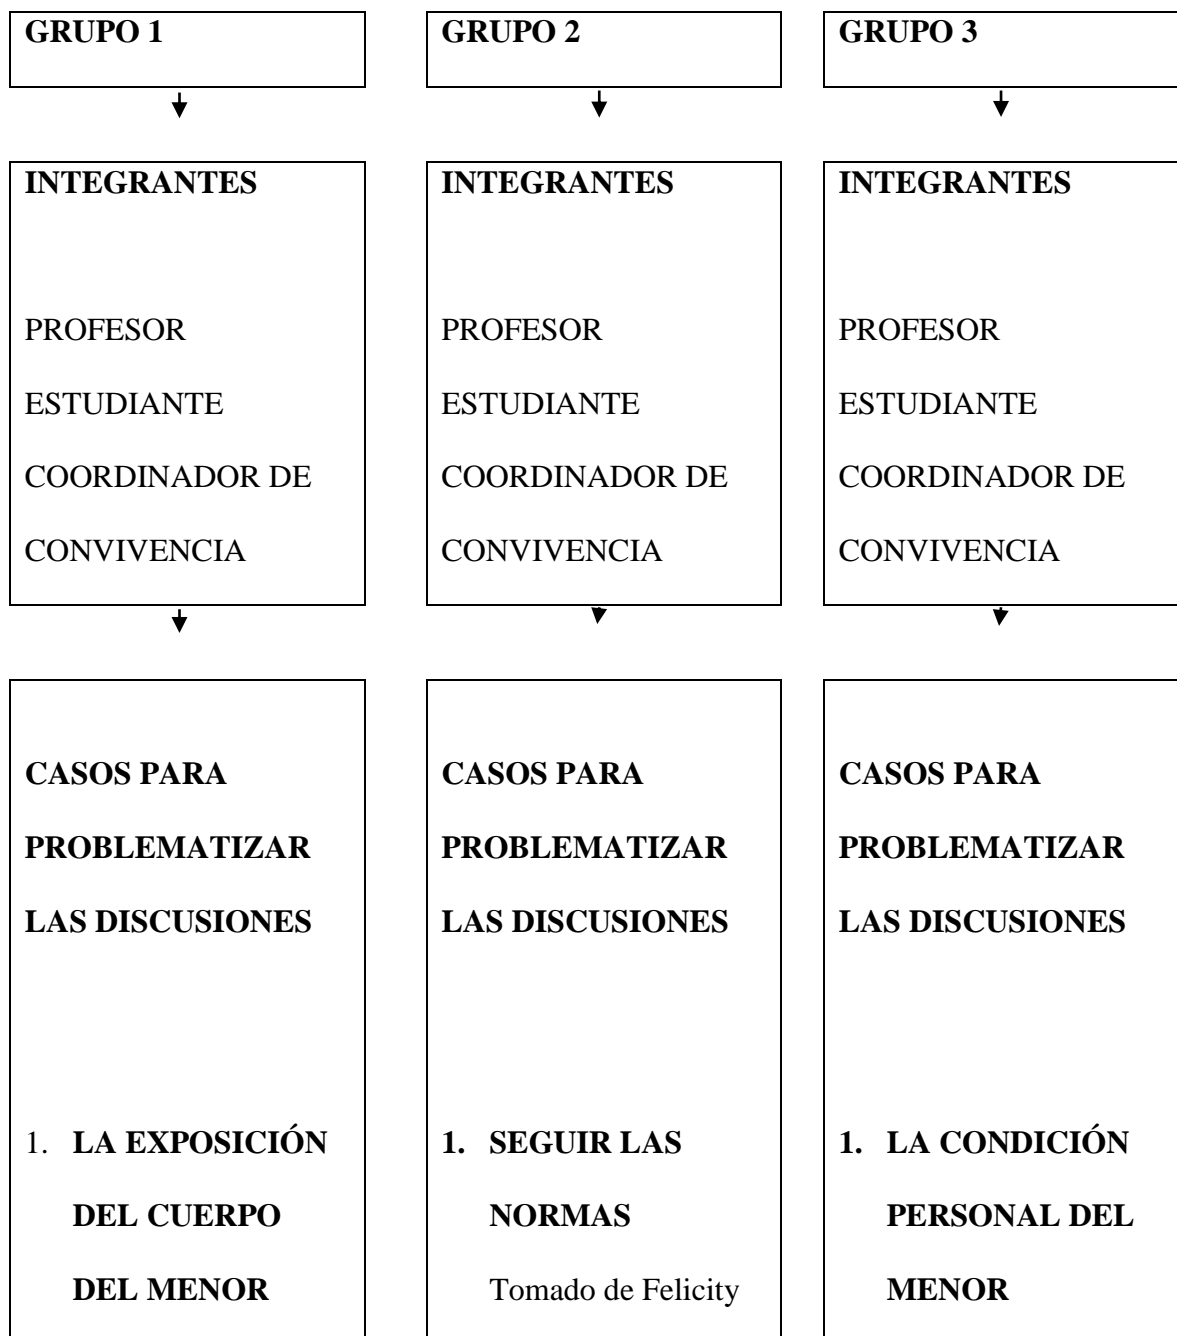 GRUPO 1
INTEGRANTES
PROFESOR
ESTUDIANTE
COORDINADOR DE
CONVIVENCIA
CASOS PARA
PROBLEMATIZAR
LAS DISCUSIONES
1. LA EXPOSICIÓN
DEL CUERPO
DEL MENOR
GRUPO 2
INTEGRANTES
PROFESOR
ESTUDIANTE
COORDINADOR DE
CONVIVENCIA
CASOS PARA
PROBLEMATIZAR
LAS DISCUSIONES
1. SEGUIR LAS
NORMAS
Tomado de Felicity
GRUPO 3
INTEGRANTES
PROFESOR
ESTUDIANTE
COORDINADOR DE
CONVIVENCIA
CASOS PARA
PROBLEMATIZAR
LAS DISCUSIONES
1. LA CONDICIÓN
PERSONAL DEL
MENOR